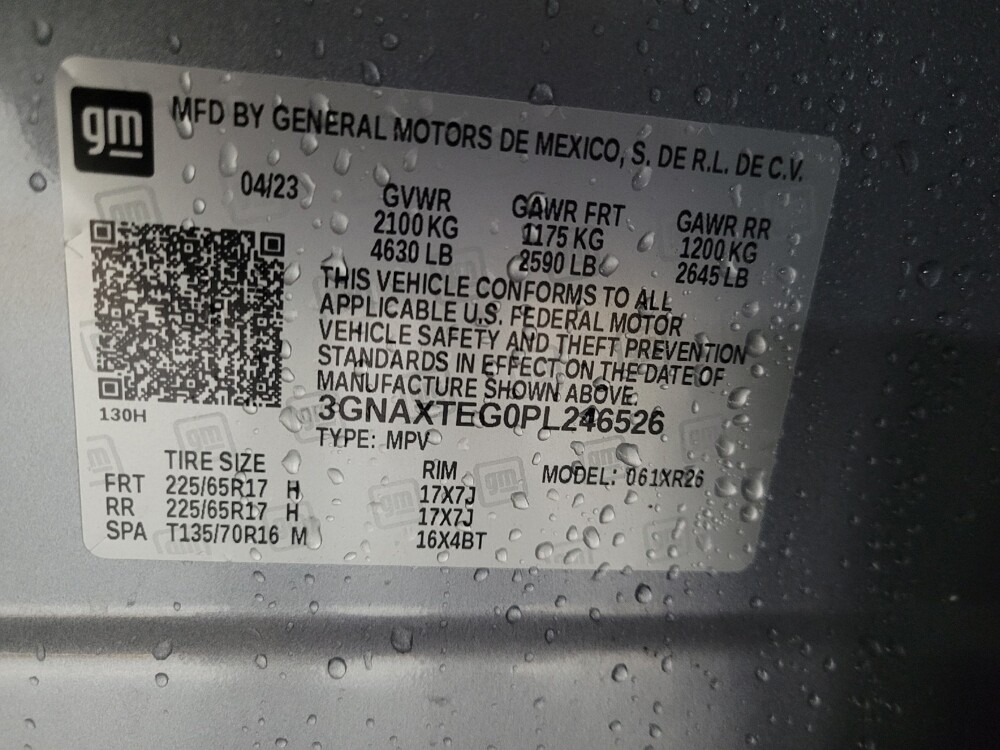 gm
MFD BY GENERAL MOTORS DE MEXICO, S. DE R.L. DE C.V.
04/23 GVWR GAWR FRT GAWR RR
2100 KG 1175 KG 1200 KG
4630 LB 2590 LB 2645 LB
THIS VEHICLE CONFORMS TO ALL
APPLICABLE U.S. FEDERAL MOTOR
VEHICLE SAFETY AND THEFT PREVENTION
STANDARDS IN EFFECT ON THE DATE OF
MANUFACTURE SHOWN ABOVE.
130H 3GNAXTEG0PL246526
TYPE: MPV
TIRE SIZE RIM MODEL: 061XR26
FRT 225/65R17 H 17X7J
RR 225/65R17 H 17X7J
SPA T135/70R16 M 16X4BT